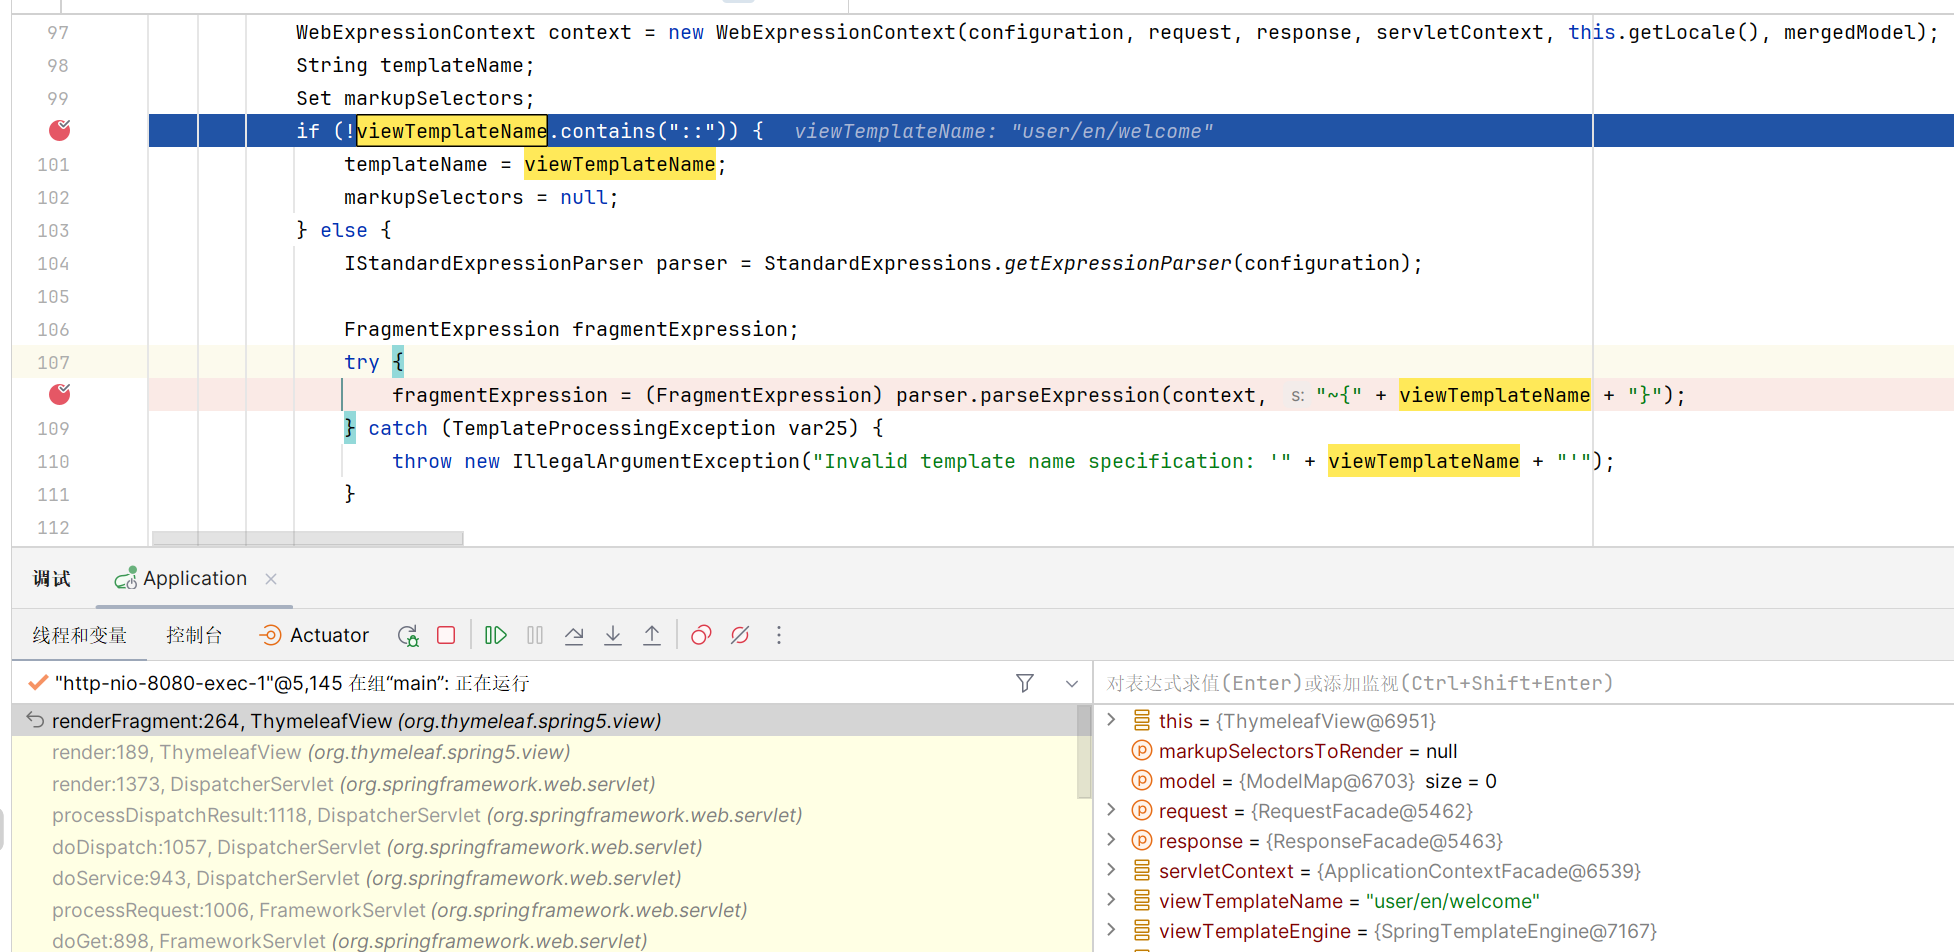 97 WebExpressionContext context = new WebExpressionContext(configuration, request, response, servletContext, this.getLocale(), mergedModel);
98 String templateName;
99 Set markupSelectors;
if (!viewTemplateName.contains("::")) { viewTemplateName: "user/en/welcome"
101 templateName = viewTemplateName;
102 markupSelectors = null;
103 } else {
104 IStandardExpressionParser parser = StandardExpressions.getExpressionParser(configuration);
105
106 FragmentExpression fragmentExpression;
107 try {
fragmentExpression = (FragmentExpression) parser.parseExpression(context, s: "~{" + viewTemplateName + "}");
109 } catch (TemplateProcessingException var25) {
110 throw new IllegalArgumentException("Invalid template name specification: '" + viewTemplateName + "'");
111 }
112
调试 Application ×
线程和变量 控制台 Actuator
"http-nio-8080-exec-1"@5,145 在组“main”: 正在运行
对表达式求值(Enter)或添加监视(Ctrl+Shift+Enter)
renderFragment:264, ThymeleafView (org.thymeleaf.spring5.view)
render:189, ThymeleafView (org.thymeleaf.spring5.view)
render:1373, DispatcherServlet (org.springframework.web.servlet)
processDispatchResult:1118, DispatcherServlet (org.springframework.web.servlet)
doDispatch:1057, DispatcherServlet (org.springframework.web.servlet)
doService:943, DispatcherServlet (org.springframework.web.servlet)
processRequest:1006, FrameworkServlet (org.springframework.web.servlet)
doGet:898, FrameworkServlet (org.springframework.web.servlet)
this = {ThymeleafView@6951}
markupSelectorsToRender = null
model = {ModelMap@6703} size = 0
request = {RequestFacade@5462}
response = {ResponseFacade@5463}
servletContext = {ApplicationContextFacade@6539}
viewTemplateName = "user/en/welcome"
viewTemplateEngine = {SpringTemplateEngine@7167}